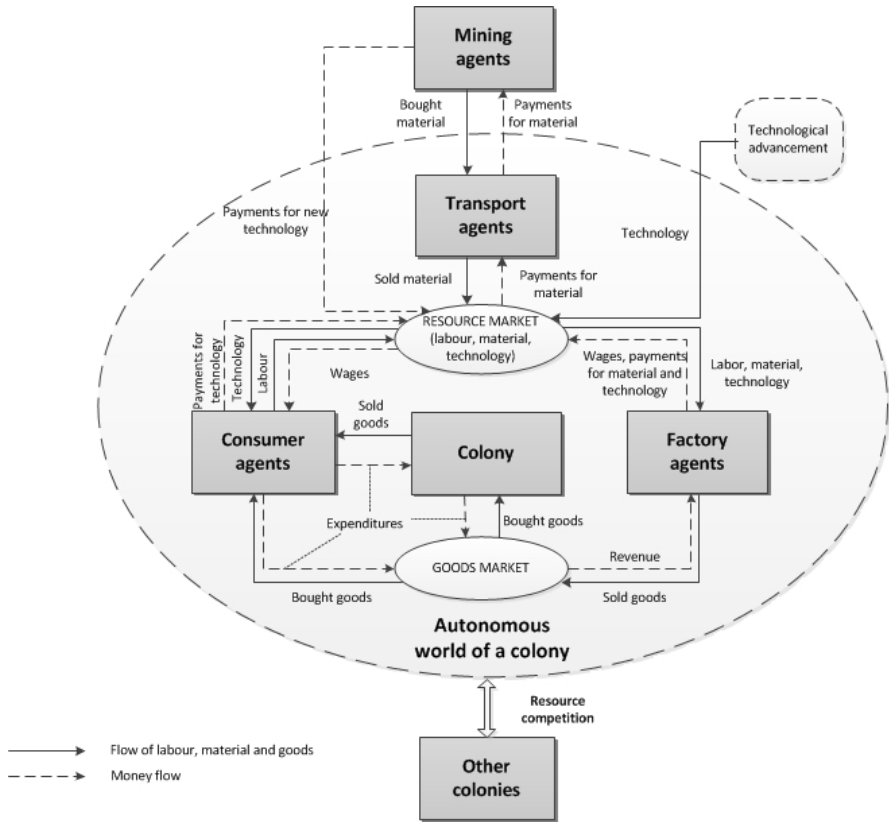 Mining
agents
Bought
material
Payments
for material
Technological
advancement
Transport
agents
Payments for new
technology
Technology
Sold material
Payments for
material
RESOURCE MARKET
(labour, material,
technology)
Payments for
technology
Technology
Labour
Wages
Wages, payments
for material and
technology
Labor, material,
technology
Sold
goods
Consumer
agents
Colony
Factory
agents
Expenditures
Bought goods
GOODS MARKET
Revenue
Bought goods
Sold goods
Autonomous
world of a colony
Resource
competition
Flow of labour, material and goods
Money flow
Other
colonies